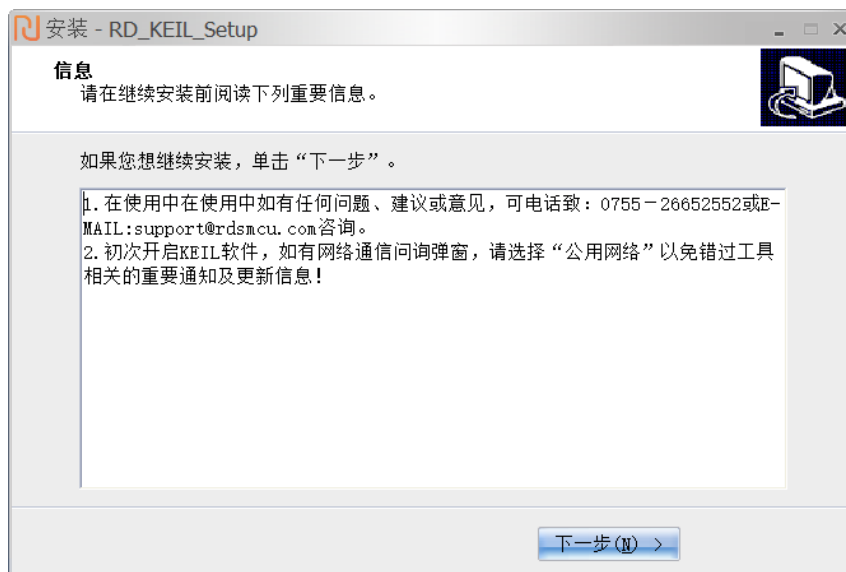 安装 - RD_KEIL_Setup
信息
请在继续安装前阅读下列重要信息。
如果您想继续安装，单击“下一步”。
1.在使用中在使用中如有任何问题、建议或意见，可电话致：0755－26652552或E-
MAIL:support@rdsmcu.com咨询。
2.初次开启KEIL软件，如有网络通信问询弹窗，请选择“公用网络”以免错过工具
相关的重要通知及更新信息！
下一步(N) >